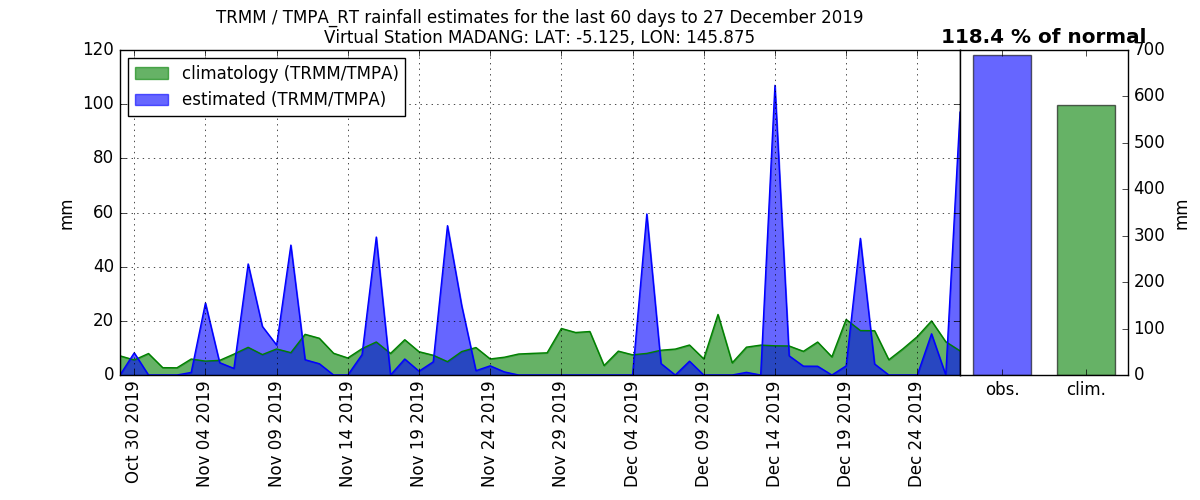 TRMM / TMPA_RT rainfall estimates for the last 60 days to 27 December 2019
Virtual Station MADANG: LAT: -5.125, LON: 145.875
118.4 % of normal
climatology (TRMM/TMPA)
estimated (TRMM/TMPA)
mm
120
100
80
60
40
20
0
Oct 30 2019
Nov 04 2019
Nov 09 2019
Nov 14 2019
Nov 19 2019
Nov 24 2019
Nov 29 2019
Dec 04 2019
Dec 09 2019
Dec 14 2019
Dec 19 2019
Dec 24 2019
obs.
clim.
700
600
500
400
300
200
100
0
mm